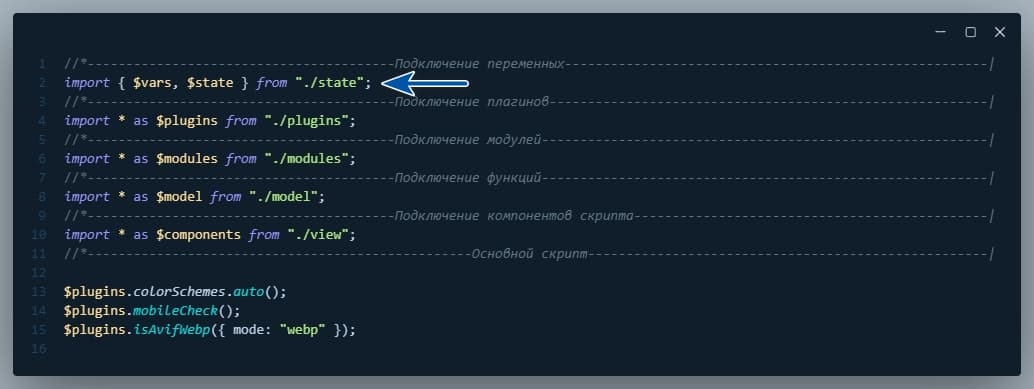 1 //*----------------------------------------Подключение переменных-------------------------------------------------------|
2 import { $vars, $state } from "./state";
3 //*----------------------------------------Подключение плагинов---------------------------------------------------------|
4 import * as $plugins from "./plugins";
5 //*----------------------------------------Подключение модулей----------------------------------------------------------|
6 import * as $modules from "./modules";
7 //*----------------------------------------Подключение функций----------------------------------------------------------|
8 import * as $model from "./model";
9 //*----------------------------------------Подключение компонентов скрипта----------------------------------------------|
10 import * as $components from "./view";
11 //*--------------------------------------------------Основной скрипт----------------------------------------------------|
12
13 $plugins.colorSchemes.auto();
14 $plugins.mobileCheck();
15 $plugins.isAvifWebp({ mode: "webp" });
16